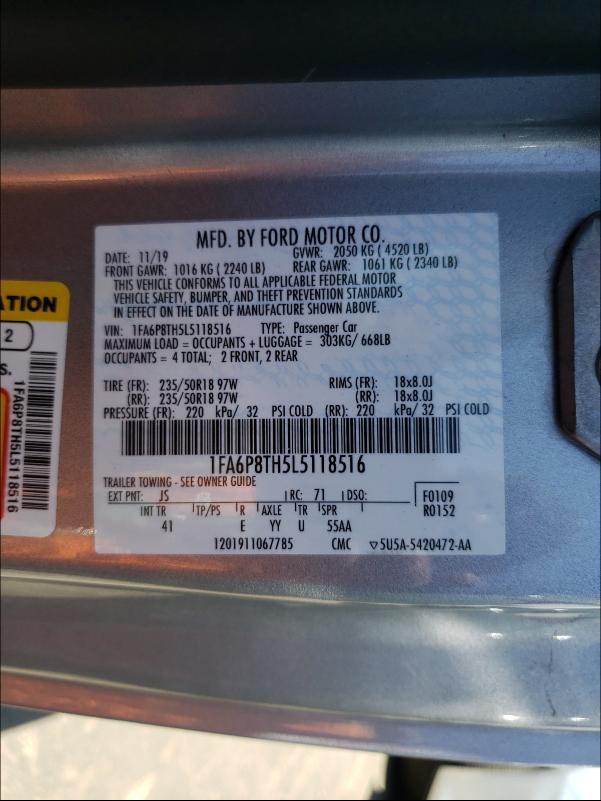 MFD. BY FORD MOTOR CO.
DATE: 11/19 GVWR: 2050 KG ( 4520 LB)
FRONT GAWR: 1016 KG ( 2240 LB) REAR GAWR: 1061 KG ( 2340 LB)
THIS VEHICLE CONFORMS TO ALL APPLICABLE FEDERAL MOTOR
VEHICLE SAFETY, BUMPER, AND THEFT PREVENTION STANDARDS
IN EFFECT ON THE DATE OF MANUFACTURE SHOWN ABOVE.
VIN: 1FA6P8TH5L5118516 TYPE: Passenger Car
MAXIMUM LOAD = OCCUPANTS + LUGGAGE = 303KG/ 668LB
OCCUPANTS = 4 TOTAL; 2 FRONT, 2 REAR
TIRE (FR): 235/50R18 97W RIMS (FR): 18x8.0J
(RR): 235/50R18 97W (RR): 18x8.0J
PRESSURE (FR): 220 kPa/ 32 PSI COLD (RR): 220 kPa/ 32 PSI COLD
1FA6P8TH5L5118516
TRAILER TOWING - SEE OWNER GUIDE
EXT PNT: JS RC: 71 DSO: F0109
INT TR TP/PS R AXLE TR SPR R0152
41 E YY U 55AA
1201911067785 CMC ▽5U5A-5420472-AA
ATION
2
S.
1FA6P8TH5L5118516